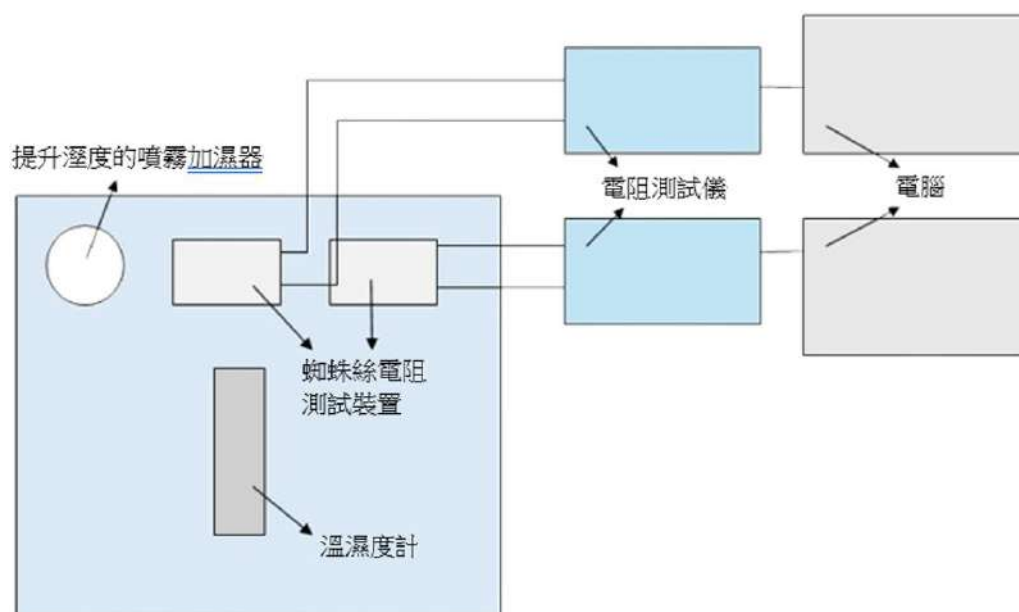 提升溼度的噴霧加濕器
電阻測試儀
電腦
蜘蛛絲電阻
測試裝置
溫濕度計